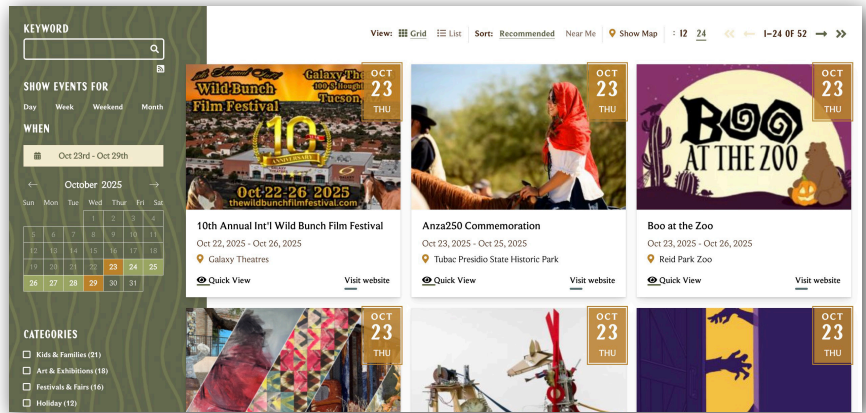 KEYWORD
SHOW EVENTS FOR
Day Week Weekend Month
WHEN
Oct 23rd - Oct 29th
← October 2025 →
Sun Mon Tue Wed Thur Fri Sat
1 2 3 4
5 6 7 8 9 10 11
12 13 14 15 16 17 18
19 20 21 22 23 24 25
26 27 28 29 30 31
CATEGORIES
Kids & Families (21)
Art & Exhibitions (18)
Festivals & Fairs (16)
Holiday (12)
View: Grid List Sort: Recommended Near Me Show Map : 12 24 1-24 OF 52
Wild Bunch
Film Festival
Galaxy The
100 S Hought
Tucson,
10
ANNIVERSARY
Oct-22-26 2025
thewildbunchfilmfestival.com
OCT
23
THU
10th Annual Int'l Wild Bunch Film Festival
Oct 22, 2025 - Oct 26, 2025
Galaxy Theatres
Quick View Visit website
OCT
23
THU
Anza250 Commemoration
Oct 23, 2025 - Oct 25, 2025
Tubac Presidio State Historic Park
Quick View Visit website
BOO
AT THE ZOO
OCT
23
THU
Boo at the Zoo
Oct 23, 2025 - Oct 26, 2025
Reid Park Zoo
Quick View Visit website
OCT
23
THU
OCT
23
THU
OCT
23
THU